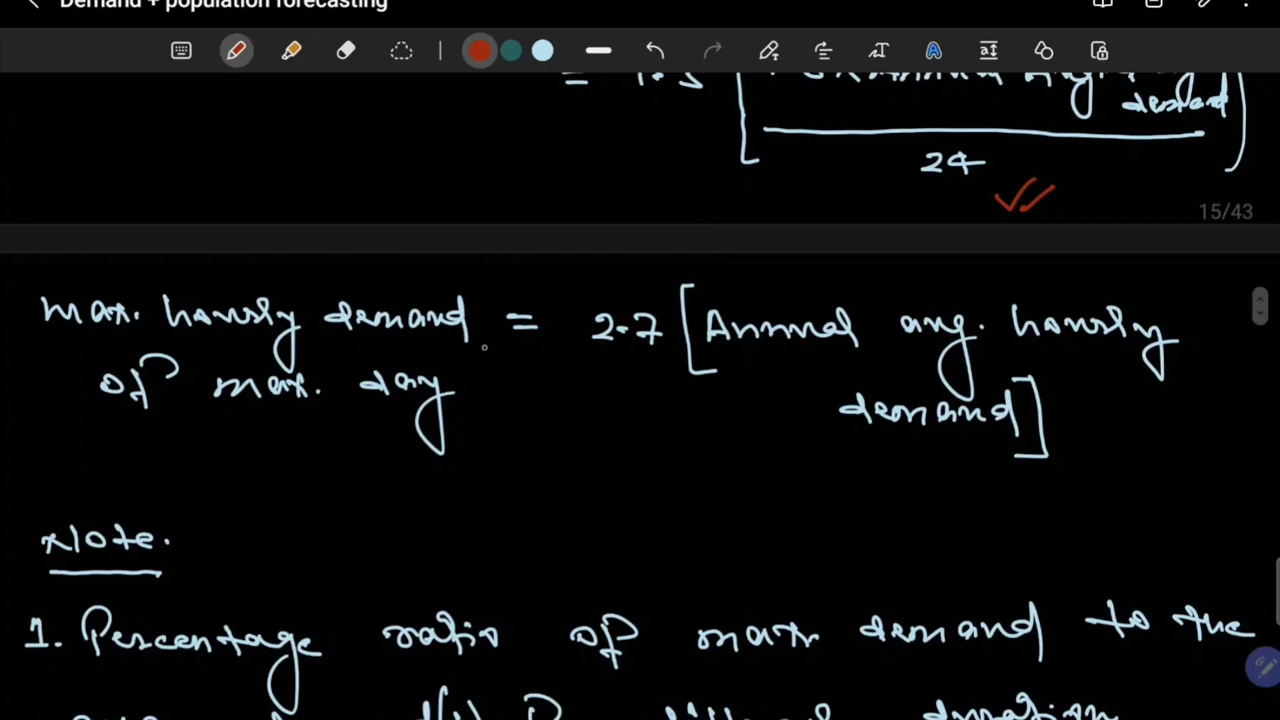 Demand + population forecasting
= 1.5
demand
24
15/43
max. hourly demand = 2.7 [Annual avg. hourly
of max. day demand]
Note.
1. Percentage ratio of max demand to the